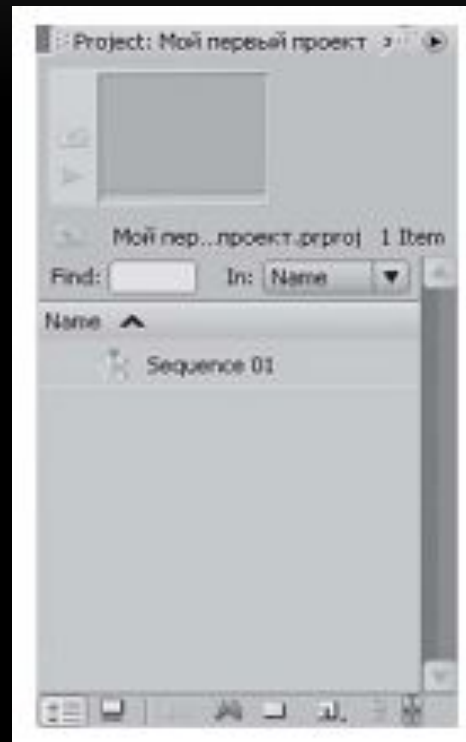 Project: Мой первый проект
Мой пер...проект.prproj 1 Item
Find: In: Name
Name
Sequence 01